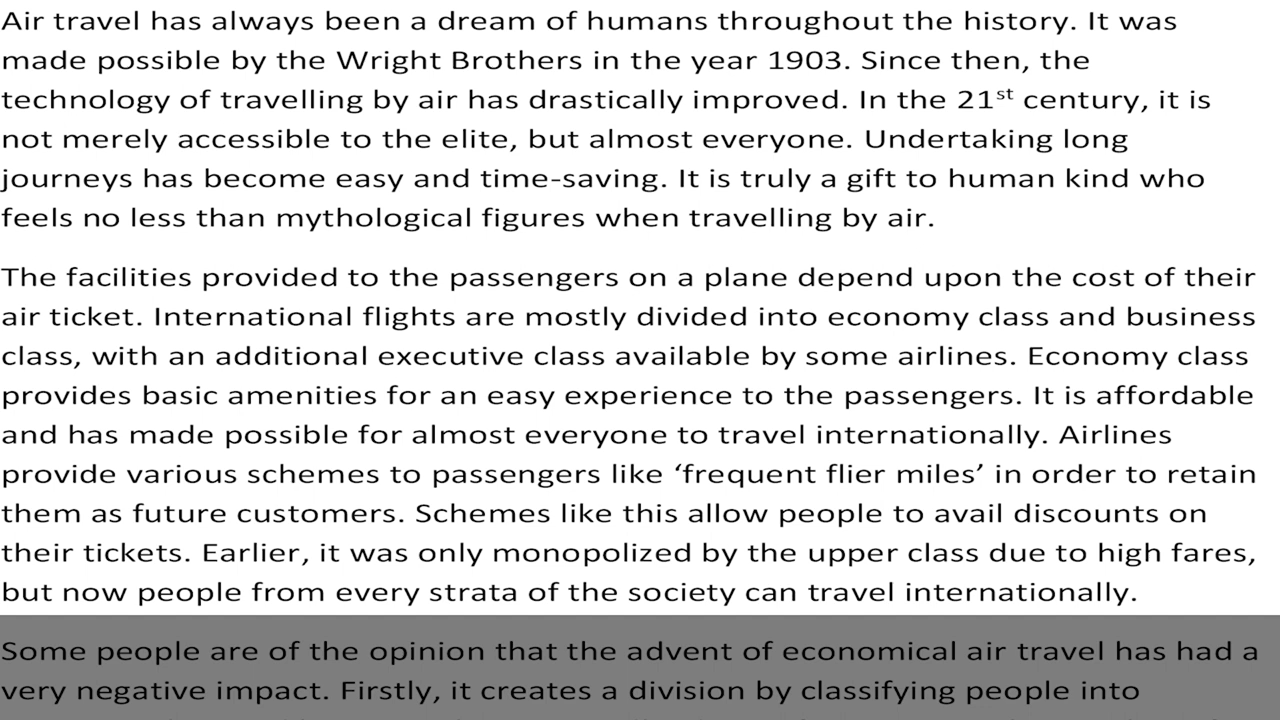 Air travel has always been a dream of humans throughout the history. It was
made possible by the Wright Brothers in the year 1903. Since then, the
technology of travelling by air has drastically improved. In the 21st century, it is
not merely accessible to the elite, but almost everyone. Undertaking long
journeys has become easy and time-saving. It is truly a gift to human kind who
feels no less than mythological figures when travelling by air.
The facilities provided to the passengers on a plane depend upon the cost of their
air ticket. International flights are mostly divided into economy class and business
class, with an additional executive class available by some airlines. Economy class
provides basic amenities for an easy experience to the passengers. It is affordable
and has made possible for almost everyone to travel internationally. Airlines
provide various schemes to passengers like ‘frequent flier miles’ in order to retain
them as future customers. Schemes like this allow people to avail discounts on
their tickets. Earlier, it was only monopolized by the upper class due to high fares,
but now people from every strata of the society can travel internationally.
Some people are of the opinion that the advent of economical air travel has had a
very negative impact. Firstly, it creates a division by classifying people into